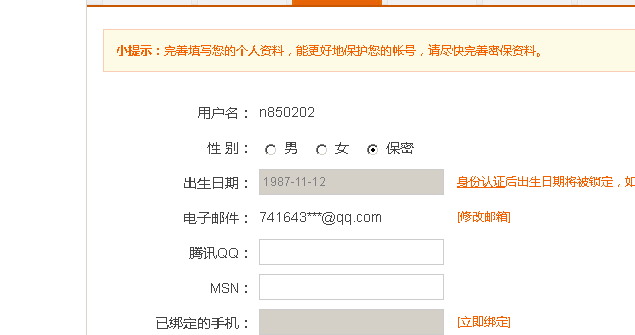 小提示：完善填写您的个人资料，能更好地保护您的帐号，请尽快完善密保资料。
用户名： n850202
性 别： 男 女 保密
出生日期： 1987-11-12 身份认证后出生日期将被锁定，如
电子邮件： 741643***@qq.com [修改邮箱]
腾讯QQ：
MSN：
已绑定的手机： [立即绑定]